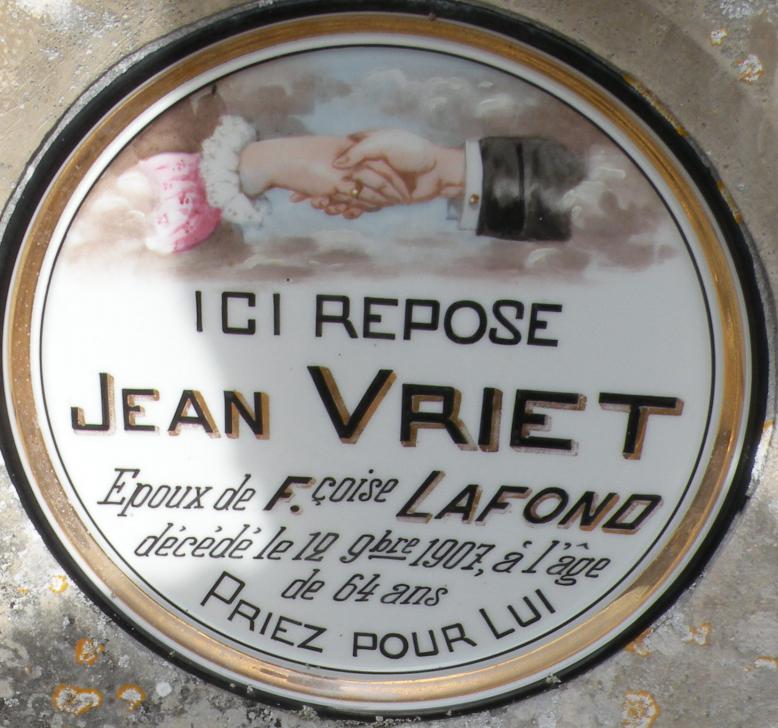 ICI REPOSE
JEAN VRIET
Epoux de F.çoise LAFOND
décédé le 12 9bre 1907, á l'âge
de 64 ans
PRIEZ POUR LUI